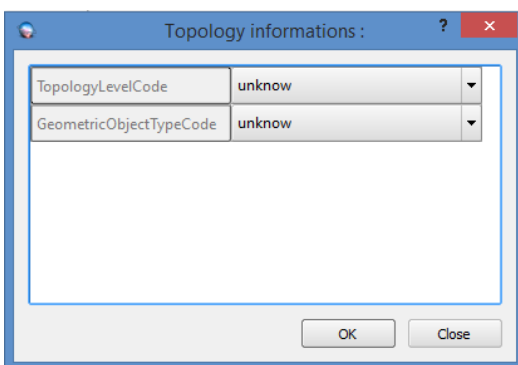 Topology informations :
?
TopologyLevelCode unknow
GeometricObjectTypeCode unknow
OK Close